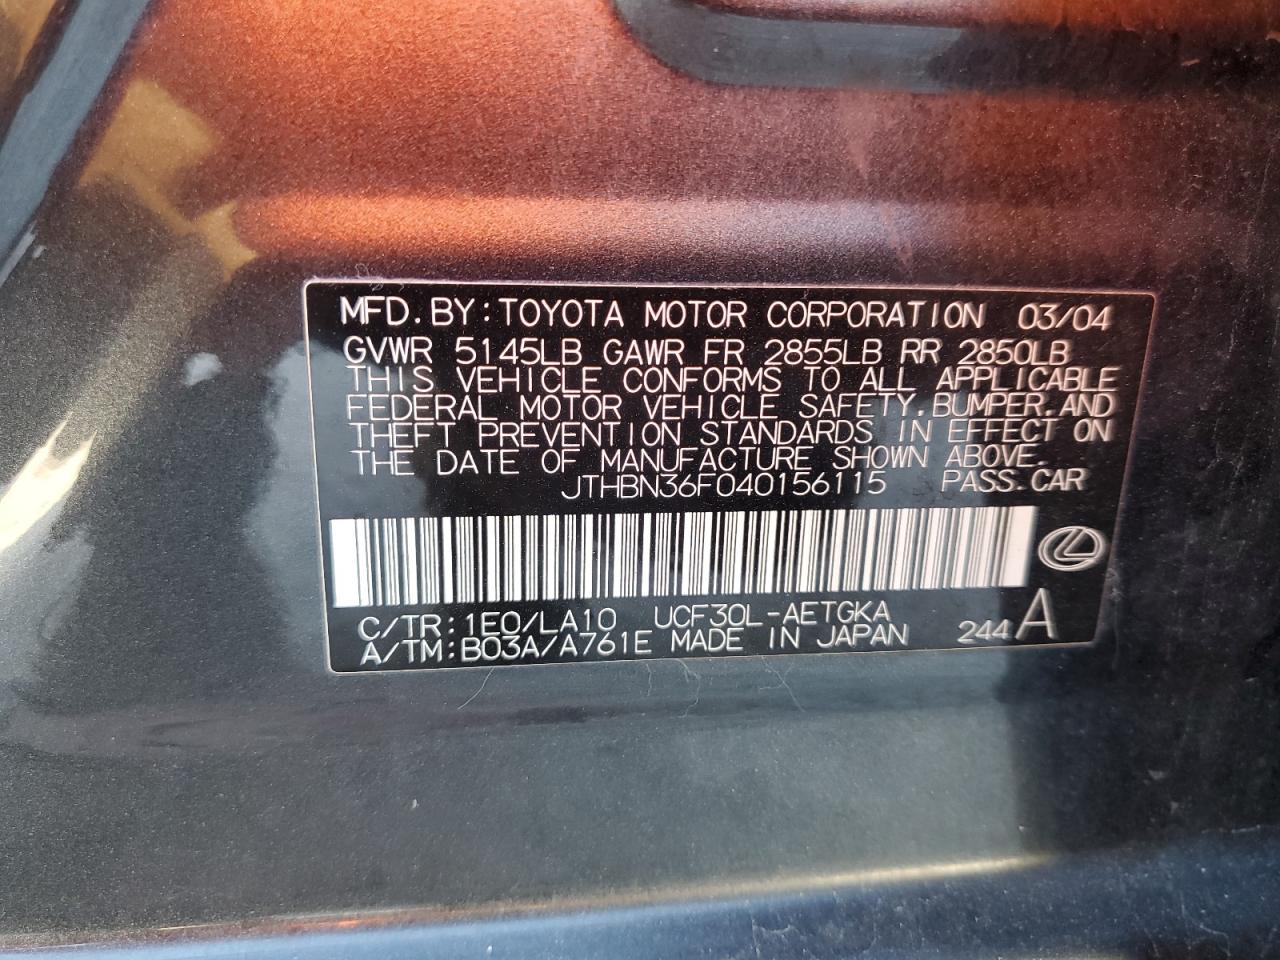 MFD. BY: TOYOTA MOTOR CORPORATION 03/04
GVWR 5145LB GAWR FR 2855LB RR 2850LB
THIS VEHICLE CONFORMS TO ALL APPLICABLE
FEDERAL MOTOR VEHICLE SAFETY, BUMPER, AND
THEFT PREVENTION STANDARDS IN EFFECT ON
THE DATE OF MANUFACTURE SHOWN ABOVE.
JTHBN36F040156115 PASS. CAR
C/TR: 1E0/LA10 UCF30L-AETGKA
A/TM: B03A/A761E MADE IN JAPAN 244 A